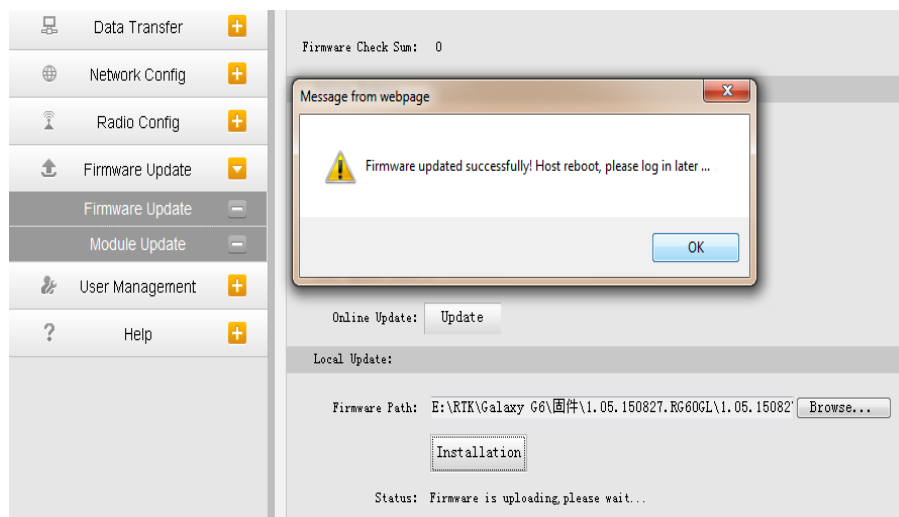 Data Transfer
Network Config
Radio Config
Firmware Update
Firmware Update
Module Update
User Management
Help
Firmware Check Sum: 0
Message from webpage
Firmware updated successfully! Host reboot, please log in later ...
OK
Online Update: Update
Local Update:
Firmware Path: E:\RTK\Galaxy G6\固件\1.05.150827.RG60GL\1.05.15082 Browse...
Installation
Status: Firmware is uploading,please wait...